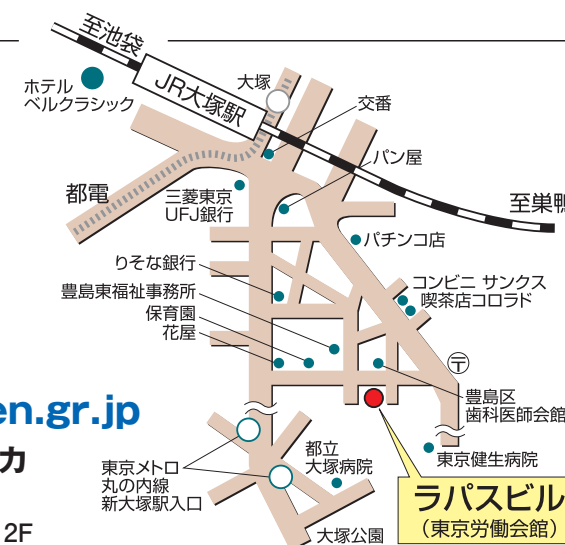 至池袋
ホテル
ベルクラシック
JR大塚駅
大塚
交番
パン屋
都電
三菱東京
UFJ銀行
至巣鴨
パチンコ店
りそな銀行
コンビニ サンクス
喫茶店コロラド
豊島東福祉事務所
保育園
花屋
〒
豊島区
歯科医師会館
en.gr.jp
カ
東京メトロ
丸の内線
新大塚駅入口
都立
大塚病院
東京健生病院
ラパスビル
（東京労働会館）
2F
大塚公園